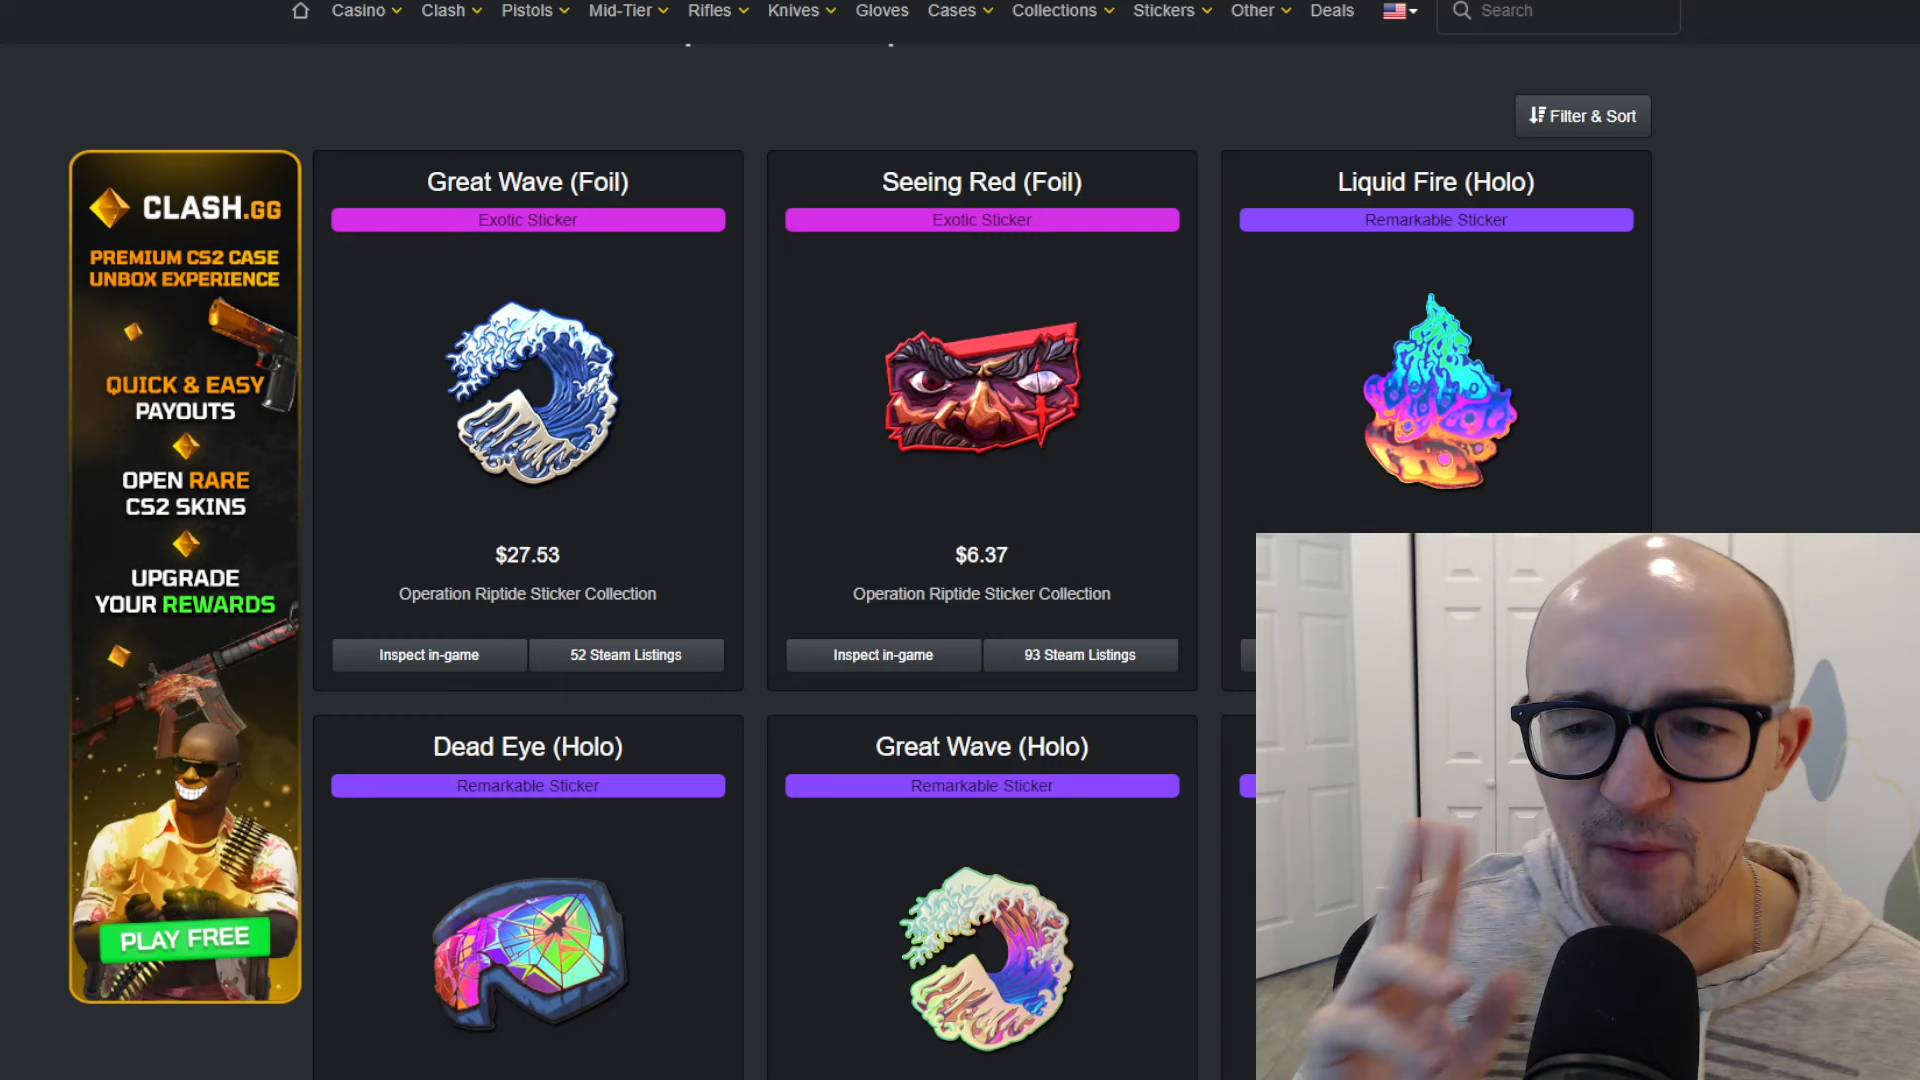 Casino Clash Pistols Mid-Tier Rifles Knives Gloves Cases Collections Stickers Other Deals Search
Filter & Sort
CLASH.GG
PREMIUM CS2 CASE
UNBOX EXPERIENCE
QUICK & EASY
PAYOUTS
OPEN RARE
CS2 SKINS
UPGRADE
YOUR REWARDS
PLAY FREE
Great Wave (Foil)
Exotic Sticker
$27.53
Operation Riptide Sticker Collection
Inspect in-game
52 Steam Listings
Seeing Red (Foil)
Exotic Sticker
$6.37
Operation Riptide Sticker Collection
Inspect in-game
93 Steam Listings
Liquid Fire (Holo)
Remarkable Sticker
Dead Eye (Holo)
Remarkable Sticker
Great Wave (Holo)
Remarkable Sticker